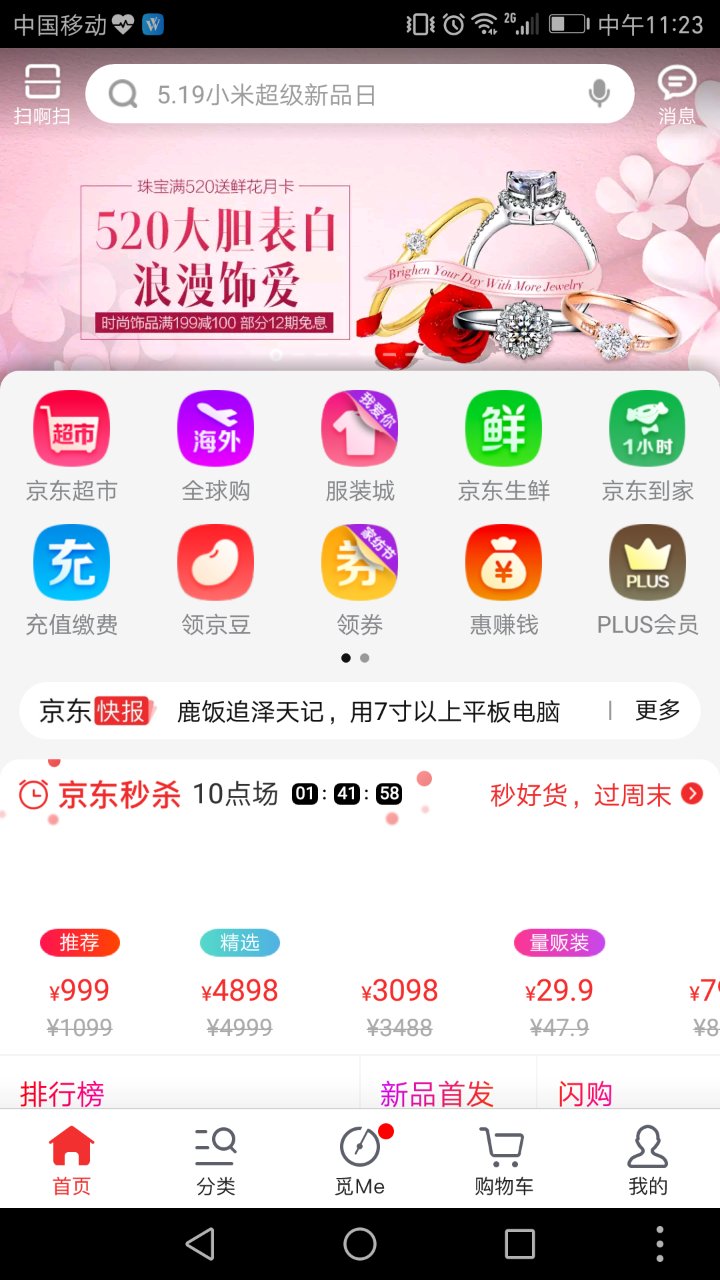 中国移动
2G
中午11:23
扫啊扫
5.19小米超级新品日
消息
珠宝满520送鲜花月卡
520大胆表白
浪漫饰爱
时尚饰品满199减100 部分12期免息
Brighen Your Day With More Jewelry
超市
海外
我爱你
鲜
1小时
京东超市
全球购
服装城
京东生鲜
京东到家
充
券
家纺节
¥
PLUS
充值缴费
领京豆
领券
惠赚钱
PLUS会员
京东快报
鹿饭追泽天记，用7寸以上平板电脑
更多
京东秒杀 10点场 01:41:58
秒好货，过周末
推荐
精选
量贩装
¥999
¥4898
¥3098
¥29.9
¥1099
¥4999
¥3488
¥47.9
排行榜
新品首发
闪购
首页
分类
觅Me
购物车
我的